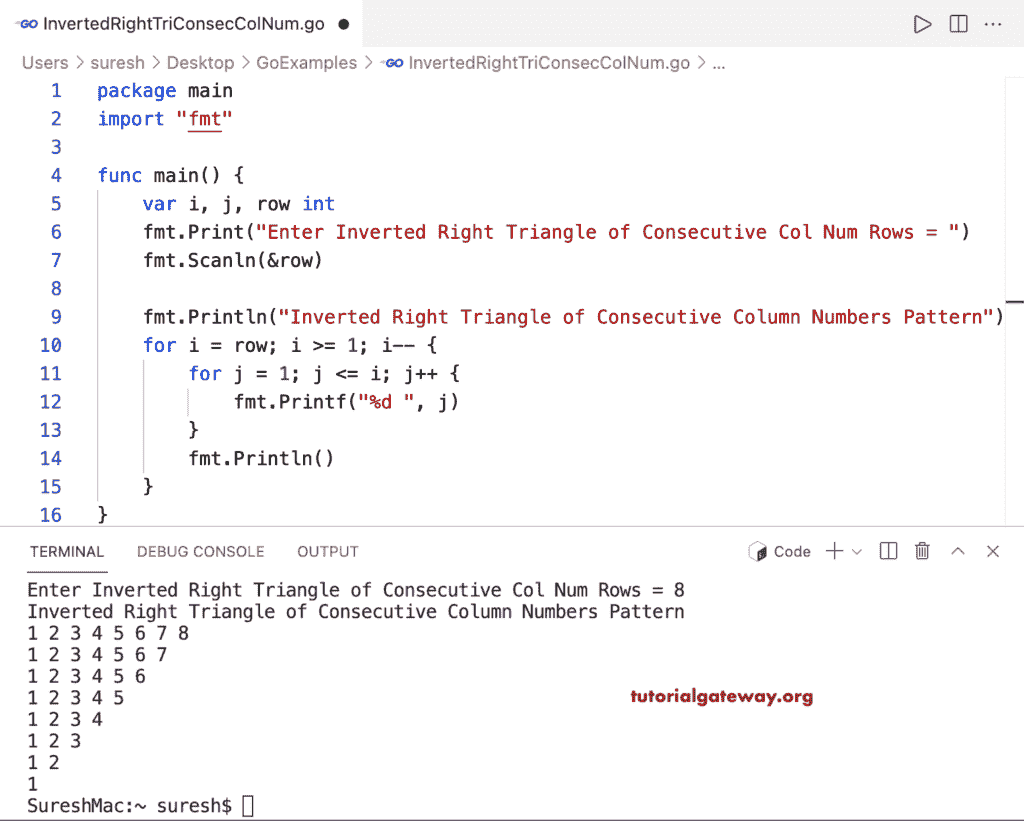 GO InvertedRightTriConsecColNum.go
Users > suresh > Desktop > GoExamples > GO InvertedRightTriConsecColNum.go > ...
1 package main
2 import "fmt"
3
4 func main() {
5 var i, j, row int
6 fmt.Print("Enter Inverted Right Triangle of Consecutive Col Num Rows = ")
7 fmt.Scanln(&row)
8
9 fmt.Println("Inverted Right Triangle of Consecutive Column Numbers Pattern")
10 for i = row; i >= 1; i-- {
11 for j = 1; j <= i; j++ {
12 fmt.Printf("%d ", j)
13 }
14 fmt.Println()
15 }
16 }
TERMINAL DEBUG CONSOLE OUTPUT Code
Enter Inverted Right Triangle of Consecutive Col Num Rows = 8
Inverted Right Triangle of Consecutive Column Numbers Pattern
1 2 3 4 5 6 7 8
1 2 3 4 5 6 7
1 2 3 4 5 6
1 2 3 4 5
tutorialgateway.org
1 2 3 4
1 2 3
1 2
1
SureshMac:~ suresh$